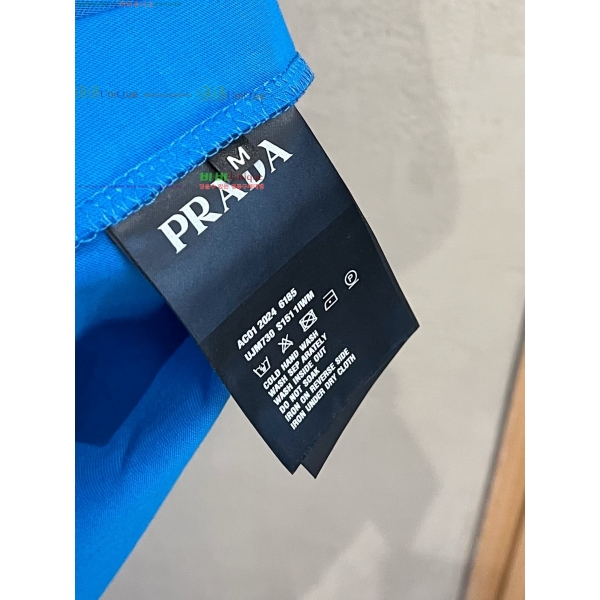 M
PRADA
AC01 2024 6185
UJM730 S151 1IWM
COLD HAND WASH
WASH SEPARATELY
WASH INSIDE OUT
DO NOT SOAK
IRON ON REVERSE SIDE
IRON UNDER DRY CLOTH